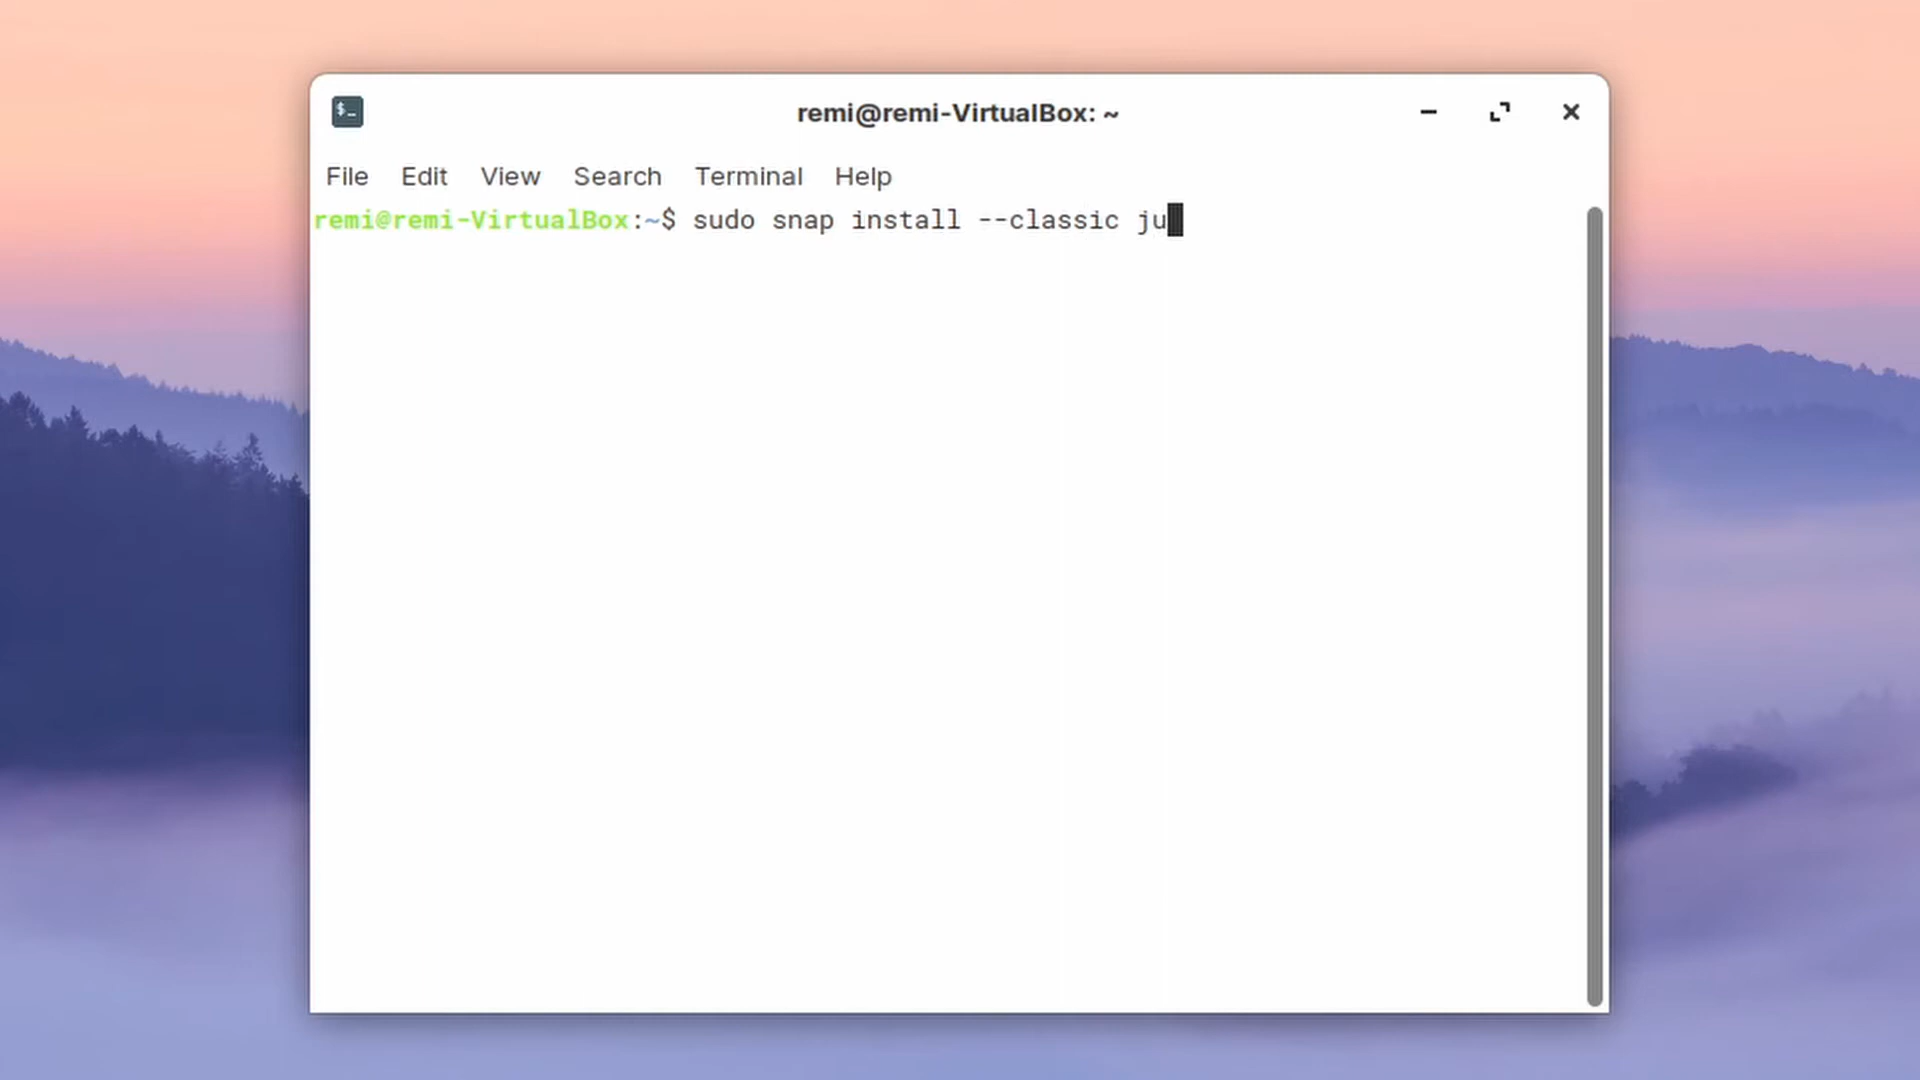 $_
remi@remi-VirtualBox: ~
File Edit View Search Terminal Help
remi@remi-VirtualBox:~$ sudo snap install --classic ju